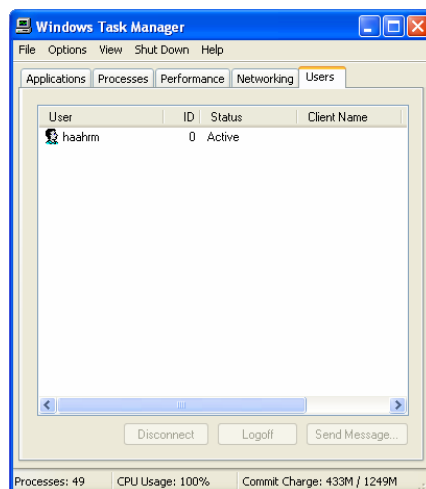 Windows Task Manager
File Options View Shut Down Help
Applications Processes Performance Networking Users
User ID Status Client Name
haahrm 0 Active
Disconnect Logoff Send Message...
Processes: 49 CPU Usage: 100% Commit Charge: 433M / 1249M